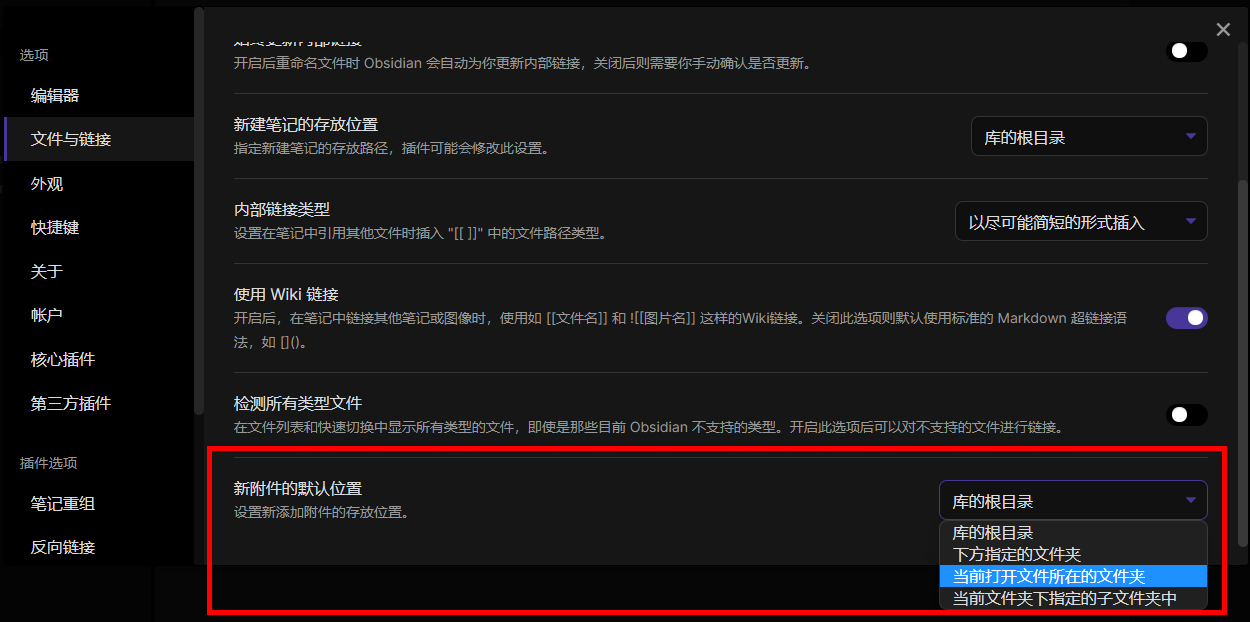 选项
编辑器
文件与链接
外观
快捷键
关于
帐户
核心插件
第三方插件
插件选项
笔记重组
反向链接
始终更新内部链接
开启后重命名文件时 Obsidian 会自动为你更新内部链接，关闭后则需要你手动确认是否更新。
新建笔记的存放位置
指定新建笔记的存放路径，插件可能会修改此设置。
库的根目录
内部链接类型
设置在笔记中引用其他文件时插入 "[[ ]]" 中的文件路径类型。
以尽可能简短的形式插入
使用 Wiki 链接
开启后，在笔记中链接其他笔记或图像时，使用如 [[文件名]] 和 ![[图片名]] 这样的Wiki链接。关闭此选项则默认使用标准的 Markdown 超链接语
法，如 []()。
检测所有类型文件
在文件列表和快速切换中显示所有类型的文件，即使是那些目前 Obsidian 不支持的类型。开启此选项后可以对不支持的文件进行链接。
新附件的默认位置
设置新添加附件的存放位置。
库的根目录
库的根目录
下方指定的文件夹
当前打开文件所在的文件夹
当前文件夹下指定的子文件夹中